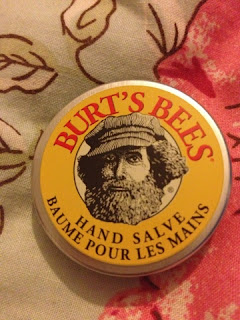 BURT'S BEES®
HAND SALVE
BAUME POUR LES MAINS